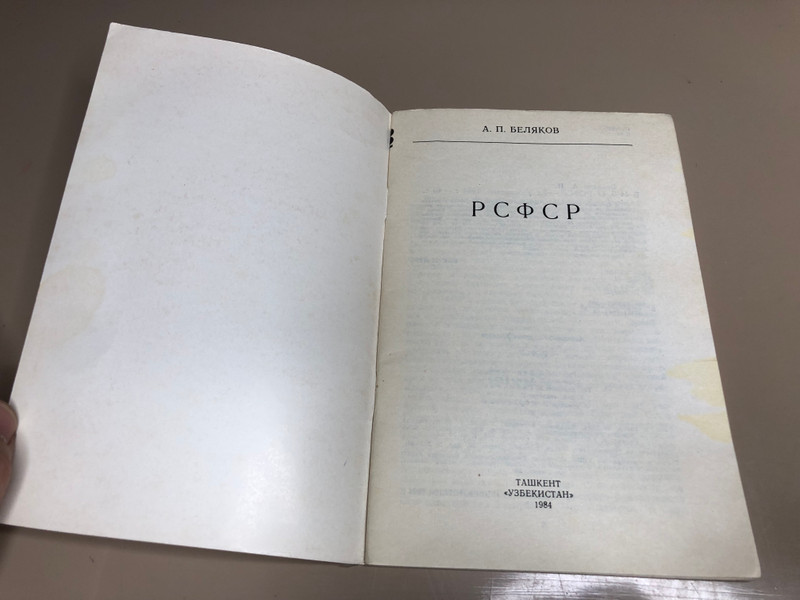 А. П. БЕЛЯКОВ
РСФСР
ТАШКЕНТ
«УЗБЕКИСТАН»
1984